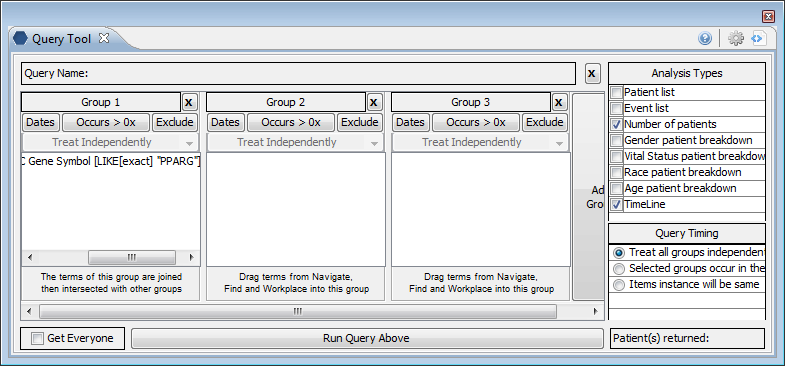 Query Tool
Query Name:
x
Group 1 x Group 2 x Group 3 x
Dates Occurs > 0x Exclude Dates Occurs > 0x Exclude Dates Occurs > 0x Exclude
Treat Independently Treat Independently Treat Independently
C Gene Symbol [LIKE[exact] "PPARG"]
The terms of this group are joined
then intersected with other groups
Drag terms from Navigate,
Find and Workplace into this group
Drag terms from Navigate,
Find and Workplace into this group
Ad
Gro
Get Everyone
Run Query Above
Analysis Types
Patient list
Event list
Number of patients
Gender patient breakdown
Vital Status patient breakdow
Race patient breakdown
Age patient breakdown
TimeLine
Query Timing
Treat all groups independent
Selected groups occur in the
Items instance will be same
Patient(s) returned: